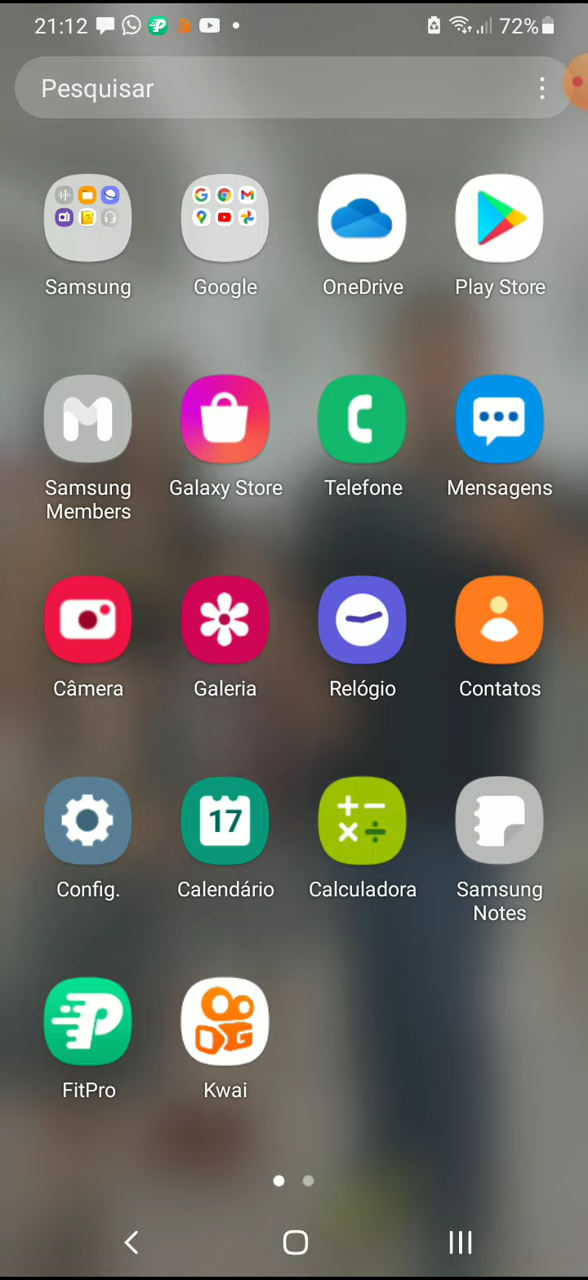 21:12
72%
Pesquisar
Samsung
Google
OneDrive
Play Store
Samsung
Members
Galaxy Store
Telefone
Mensagens
Câmera
Galeria
Relógio
Contatos
17
Config.
Calendário
Calculadora
Samsung
Notes
FitPro
Kwai